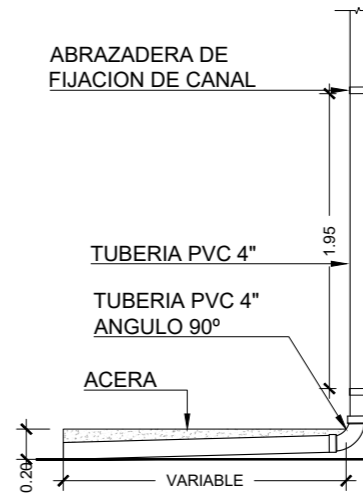 ABRAZADERA DE
FIJACION DE CANAL
1.95
TUBERIA PVC 4"
TUBERIA PVC 4"
ANGULO 90º
ACERA
0.20
VARIABLE